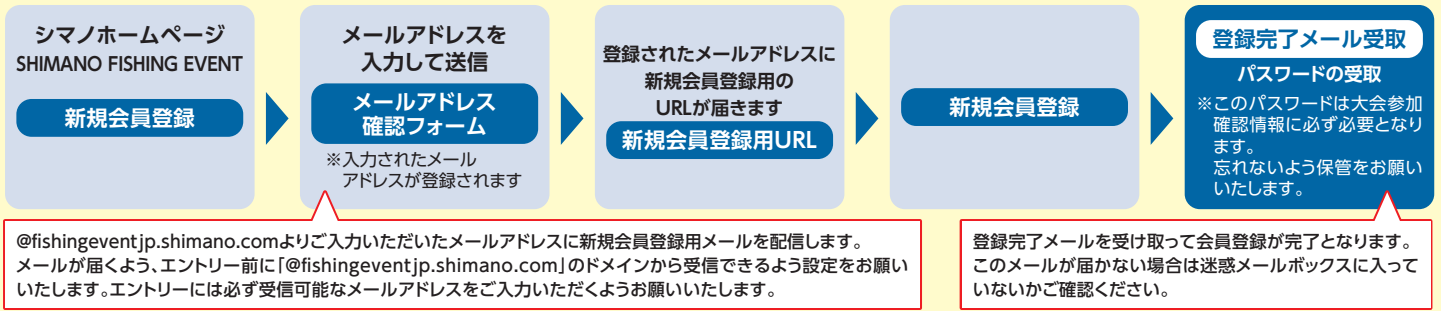 シマノホームページ
SHIMANO FISHING EVENT
新規会員登録
メールアドレスを
入力して送信
メールアドレス
確認フォーム
※入力されたメール
アドレスが登録されます
登録されたメールアドレスに
新規会員登録用の
URLが届きます
新規会員登録用URL
新規会員登録
登録完了メール受取
パスワードの受取
※このパスワードは大会参加
確認情報に必ず必要となり
ます。
忘れないよう保管をお願い
いたします。
@fishingeventjp.shimano.comよりご入力いただいたメールアドレスに新規会員登録用メールを配信します。
メールが届くよう、エントリー前に「@fishingeventjp.shimano.com」のドメインから受信できるよう設定をお願い
いたします。エントリーには必ず受信可能なメールアドレスをご入力いただくようお願いいたします。
登録完了メールを受け取って会員登録が完了となります。
このメールが届かない場合は迷惑メールボックスに入って
いないかご確認ください。